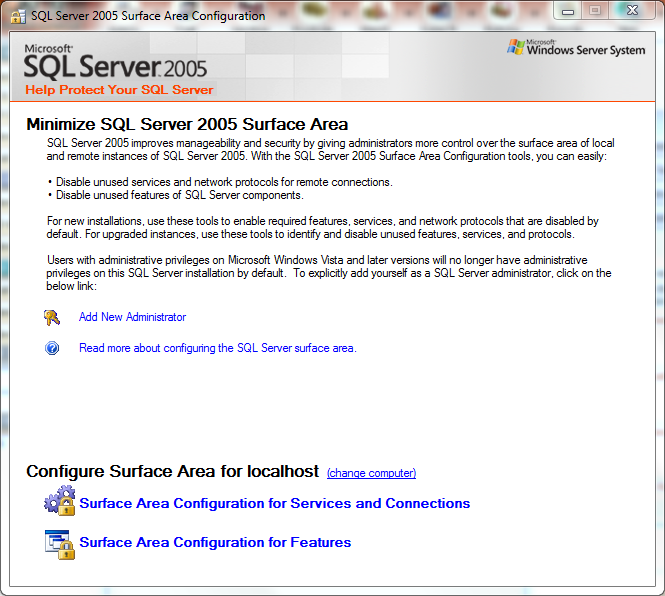 SQL Server 2005 Surface Area Configuration
Microsoft®
SQL Server 2005
Help Protect Your SQL Server
Microsoft®
Windows Server System
Minimize SQL Server 2005 Surface Area
SQL Server 2005 improves manageability and security by giving administrators more control over the surface area of local
and remote instances of SQL Server 2005. With the SQL Server 2005 Surface Area Configuration tools, you can easily:
• Disable unused services and network protocols for remote connections.
• Disable unused features of SQL Server components.
For new installations, use these tools to enable required features, services, and network protocols that are disabled by
default. For upgraded instances, use these tools to identify and disable unused features, services, and protocols.
Users with administrative privileges on Microsoft Windows Vista and later versions will no longer have administrative
privileges on this SQL Server installation by default.  To explicitly add yourself as a SQL Server administrator, click on the
below link:
Add New Administrator
Read more about configuring the SQL Server surface area.
Configure Surface Area for localhost (change computer)
Surface Area Configuration for Services and Connections
Surface Area Configuration for Features